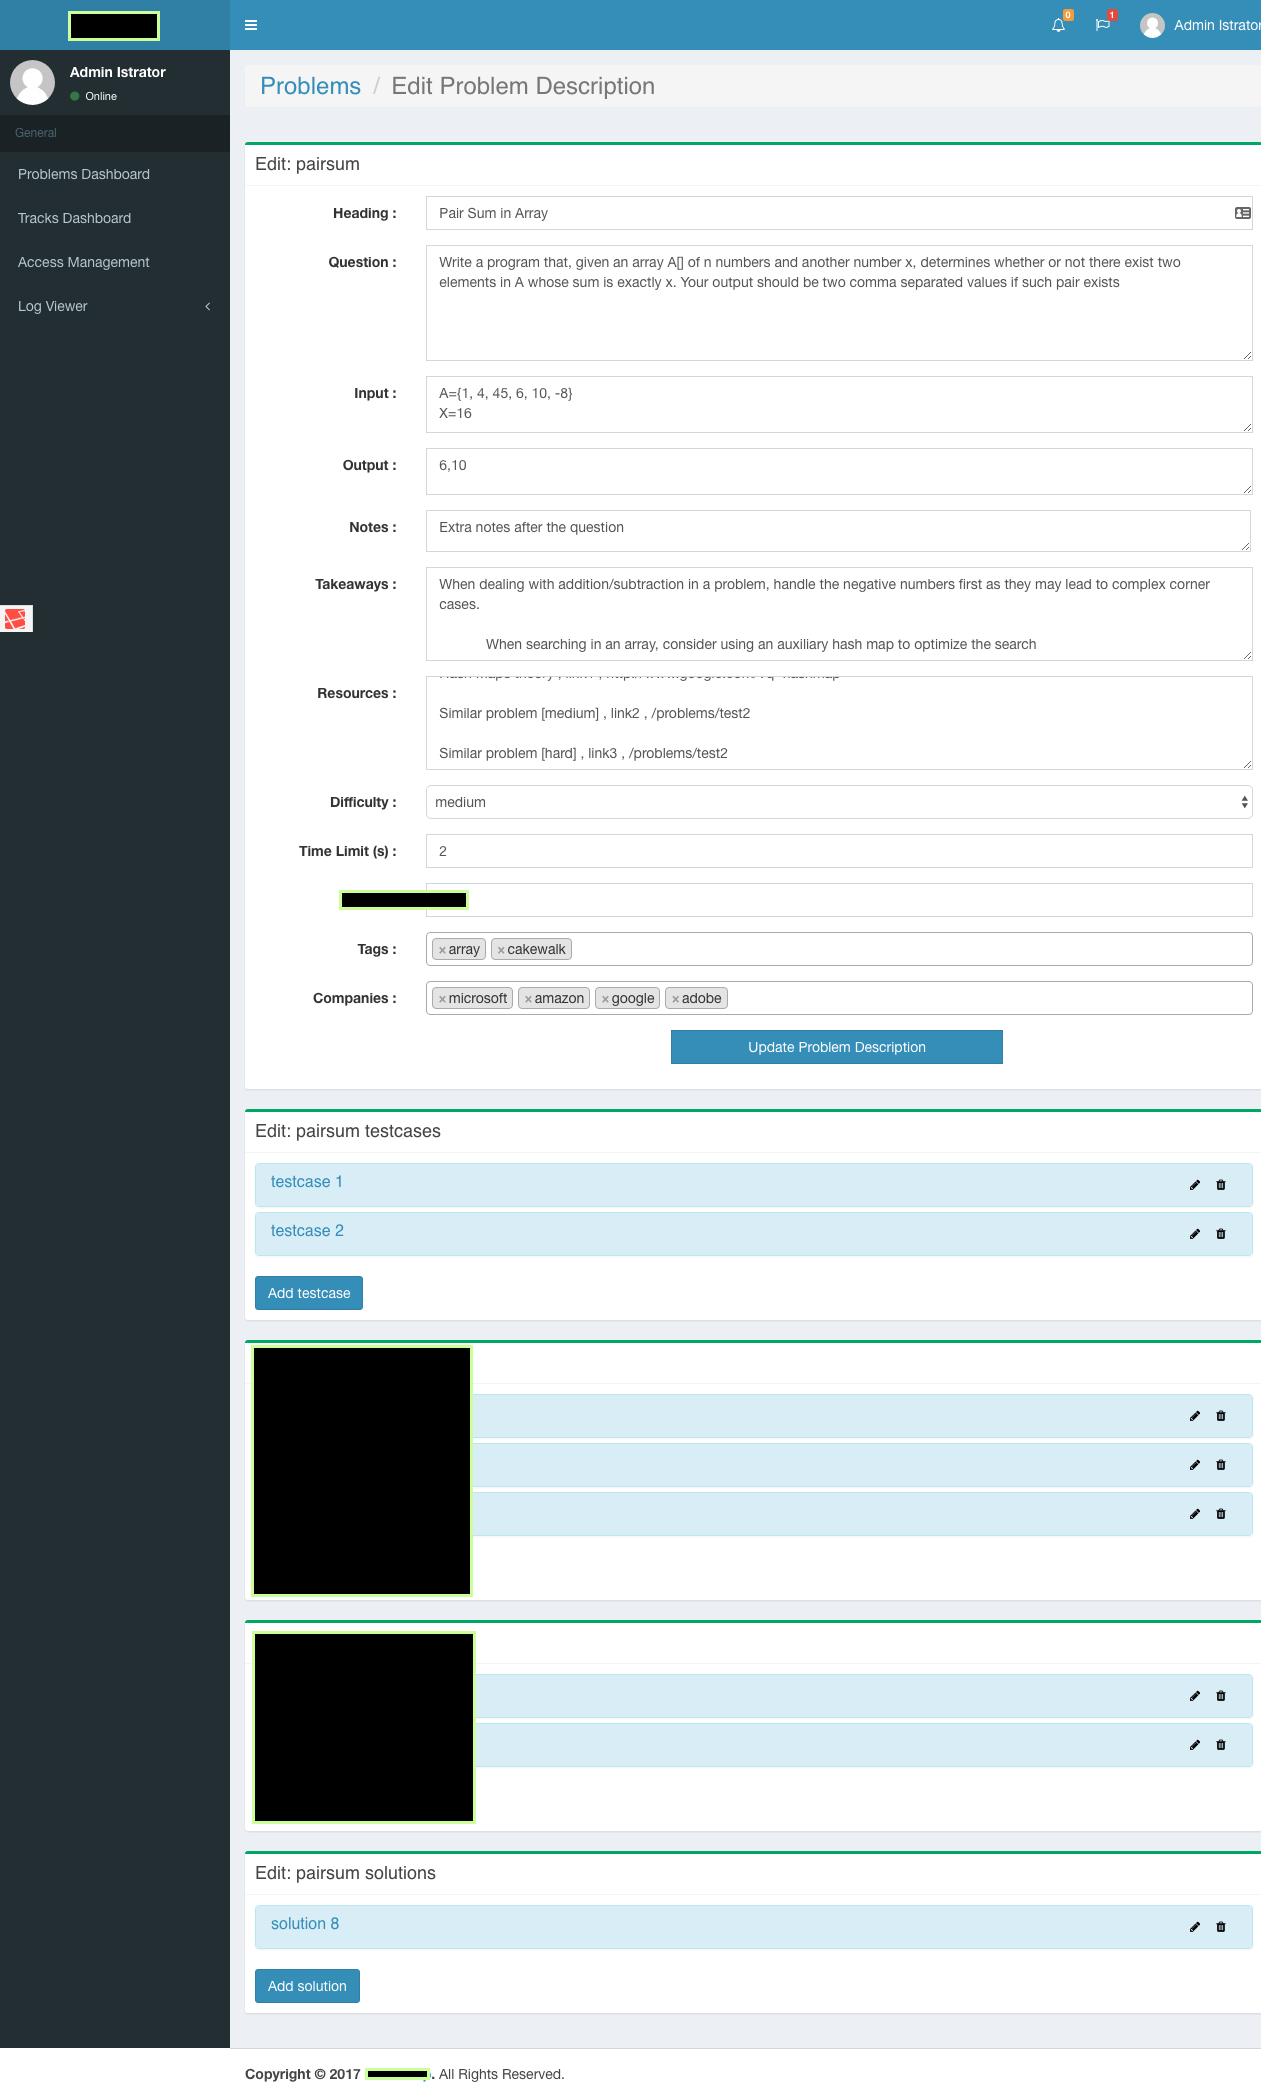 0
1
Admin Istrator
Admin Istrator
Online
General
Problems Dashboard
Tracks Dashboard
Access Management
Log Viewer
Problems / Edit Problem Description
Edit: pairsum
Heading :
Pair Sum in Array
Question :
Write a program that, given an array A[] of n numbers and another number x, determines whether or not there exist two
elements in A whose sum is exactly x. Your output should be two comma separated values if such pair exists
Input :
A={1, 4, 45, 6, 10, -8}
X=16
Output :
6,10
Notes :
Extra notes after the question
Takeaways :
When dealing with addition/subtraction in a problem, handle the negative numbers first as they may lead to complex corner
cases.
When searching in an array, consider using an auxiliary hash map to optimize the search
Resources :
Similar problem [medium] , link2 , /problems/test2
Similar problem [hard] , link3 , /problems/test2
Difficulty :
medium
Time Limit (s) :
2
Tags :
×array ×cakewalk
Companies :
×microsoft ×amazon ×google ×adobe
Update Problem Description
Edit: pairsum testcases
testcase 1
testcase 2
Add testcase
Edit: pairsum solutions
solution 8
Add solution
Copyright © 2017 . All Rights Reserved.